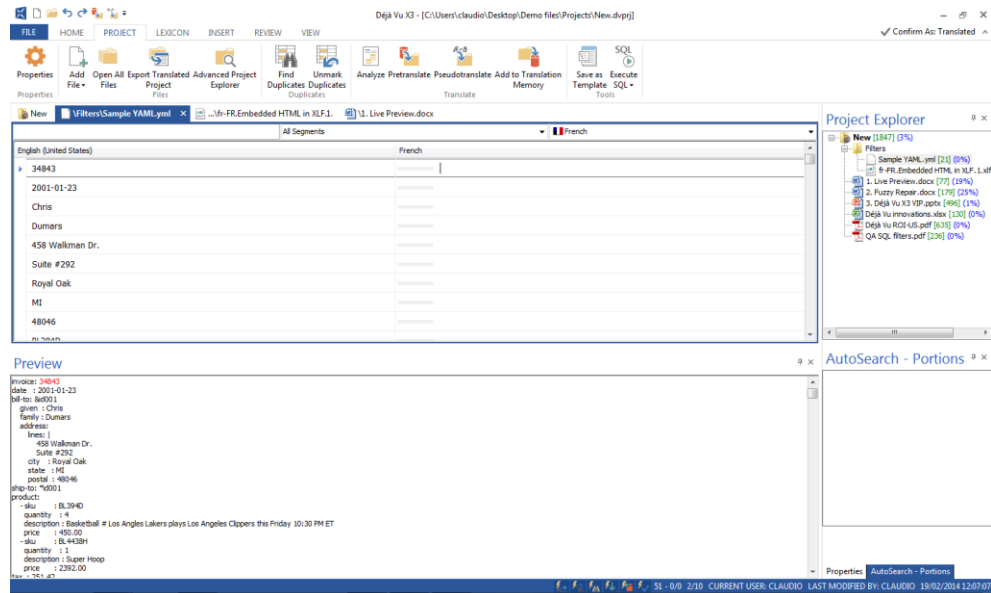 Déjà Vu X3 - [C:\Users\claudio\Desktop\Demo files\Projects\New.dvprj]
FILE HOME PROJECT LEXICON INSERT REVIEW VIEW
Confirm As: Translated
Properties
Add File
Open All Files
Export Translated Project
Advanced Project Explorer
Find Duplicates
Unmark Duplicates
Analyze
Pretranslate
Pseudotranslate
Add to Translation Memory
Save as Template
SQL
Execute SQL
Properties Files Duplicates Translate Tools
New \Filters\Sample YAML.yml ...\fr-FR.Embedded HTML in XLF.1. \1. Live Preview.docx
All Segments French
English (United States) French
34843
2001-01-23
Chris
Dumars
458 Walkman Dr.
Suite #292
Royal Oak
MI
48046
BL394D
Project Explorer
New [1847] (3%)
Filters
Sample YAML.yml [21] (0%)
fr-FR.Embedded HTML in XLF.1.xlf
1. Live Preview.docx [77] (19%)
2. Fuzzy Repair.docx [179] (25%)
3. Déjà Vu X3 VIP.pptx [496] (1%)
Déjà Vu innovations.xlsx [130] (0%)
Déjà Vu ROI-US.pdf [635] (0%)
QA SQL filters.pdf [236] (0%)
Preview
invoice: 34843
date : 2001-01-23
bill-to: &id001
given : Chris
family : Dumars
address:
lines: |
458 Walkman Dr.
Suite #292
city : Royal Oak
state : MI
postal : 48046
ship-to: *id001
product:
- sku : BL394D
quantity : 4
description : Basketball # Los Angles Lakers plays Los Angeles Clippers this Friday 10:30 PM ET
price : 450.00
- sku : BL4438H
quantity : 1
description : Super Hoop
price : 2392.00
tax : 251.42
AutoSearch - Portions
Properties AutoSearch - Portions
51 - 0/0 2/10 CURRENT USER: CLAUDIO LAST MODIFIED BY: CLAUDIO 19/02/2014 12:07:07